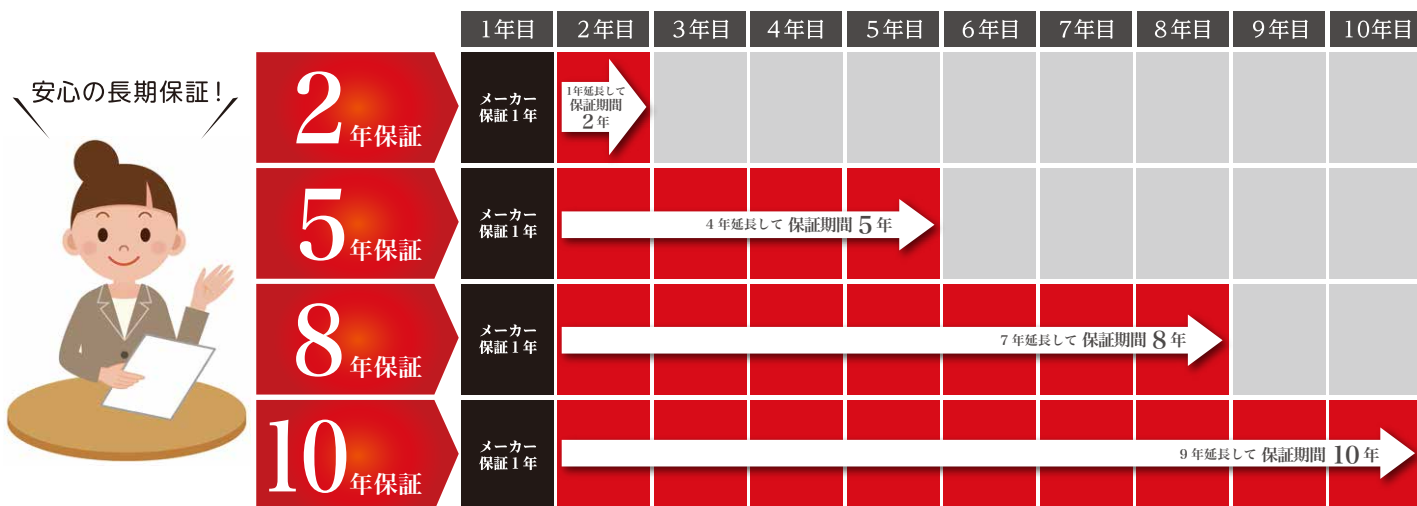 安心の長期保証！
1年目 2年目 3年目 4年目 5年目 6年目 7年目 8年目 9年目 10年目
2年保証
メーカー
保証1年
1年延長して
保証期間
2年
5年保証
メーカー
保証1年
4年延長して 保証期間 5年
8年保証
メーカー
保証1年
7年延長して 保証期間 8年
10年保証
メーカー
保証1年
9年延長して 保証期間 10年